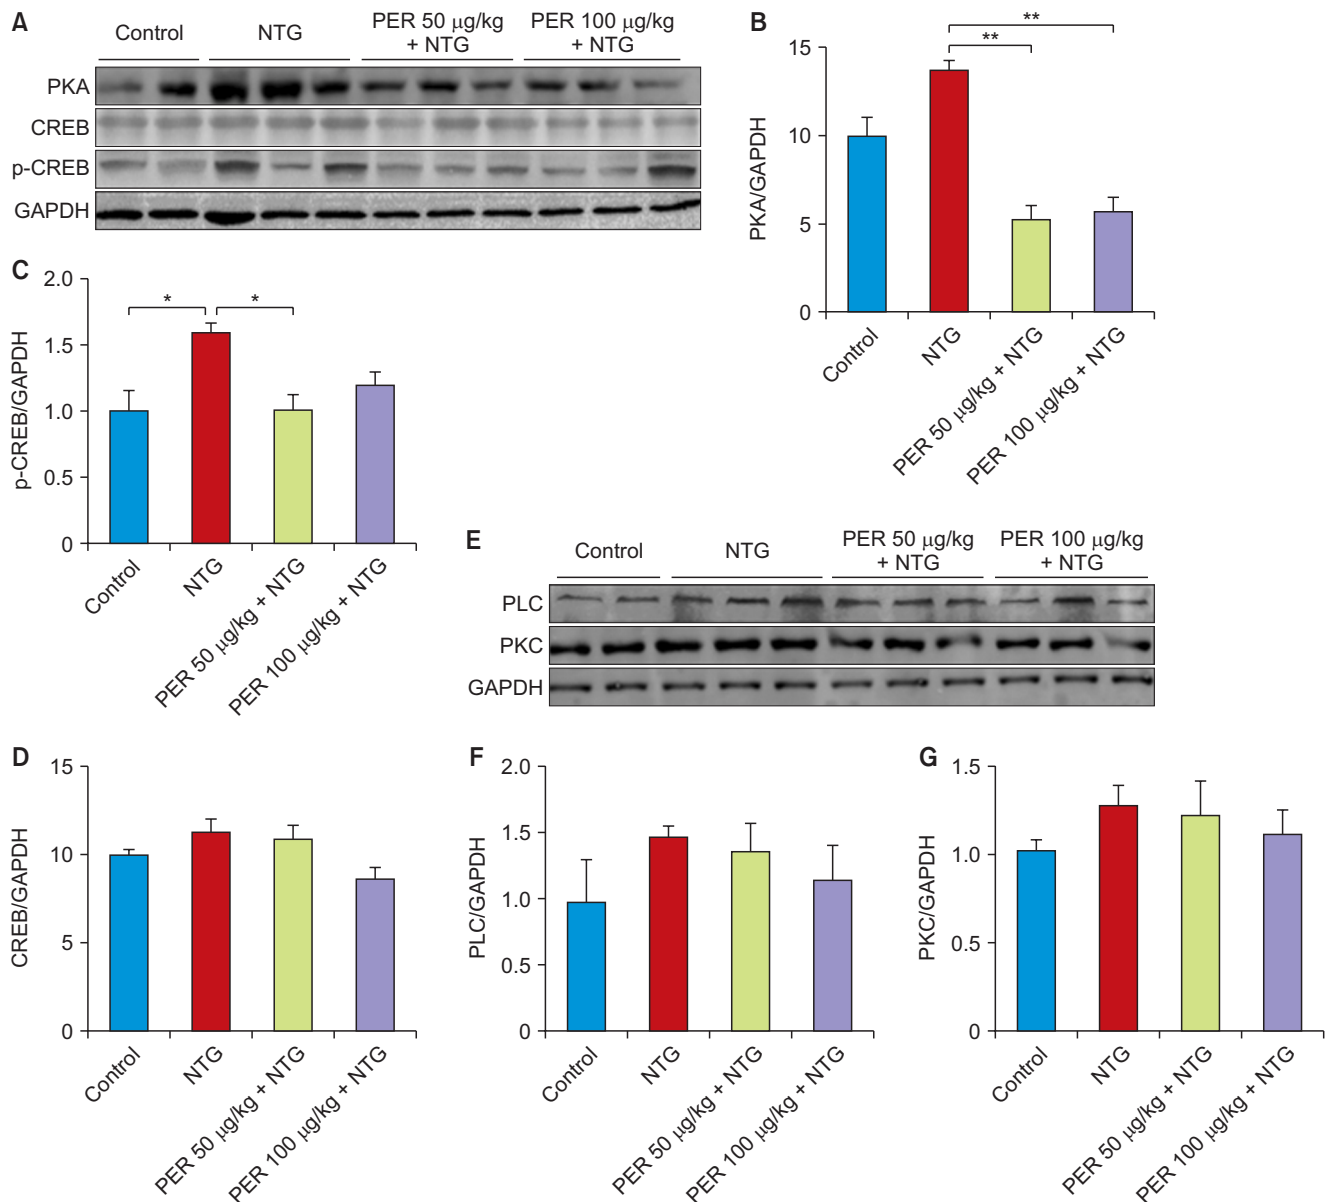 A
Control
NTG
PER 50 μg/kg
+ NTG
PER 100 μg/kg
+ NTG
PKA
CREB
p-CREB
GAPDH
B
**
**
15
10
5
0
PKA/GAPDH
Control
NTG
PER 50 μg/kg + NTG
PER 100 μg/kg + NTG
C
*
*
2.0
1.5
1.0
0.5
0
p-CREB/GAPDH
Control
NTG
PER 50 μg/kg + NTG
PER 100 μg/kg + NTG
E
Control
NTG
PER 50 μg/kg
+ NTG
PER 100 μg/kg
+ NTG
PLC
PKC
GAPDH
D
15
10
5
0
CREB/GAPDH
Control
NTG
PER 50 μg/kg + NTG
PER 100 μg/kg + NTG
F
2.0
1.5
1.0
0.5
0
PLC/GAPDH
Control
NTG
PER 50 μg/kg + NTG
PER 100 μg/kg + NTG
G
1.5
1.0
0.5
0
PKC/GAPDH
Control
NTG
PER 50 μg/kg + NTG
PER 100 μg/kg + NTG